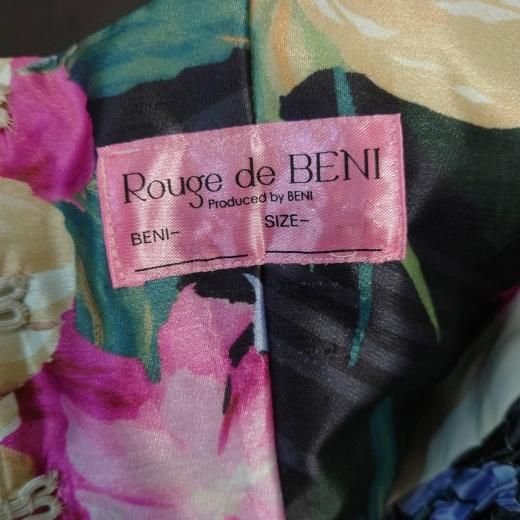 Rouge de BENI
Produced by BENI
BENI- SIZE-